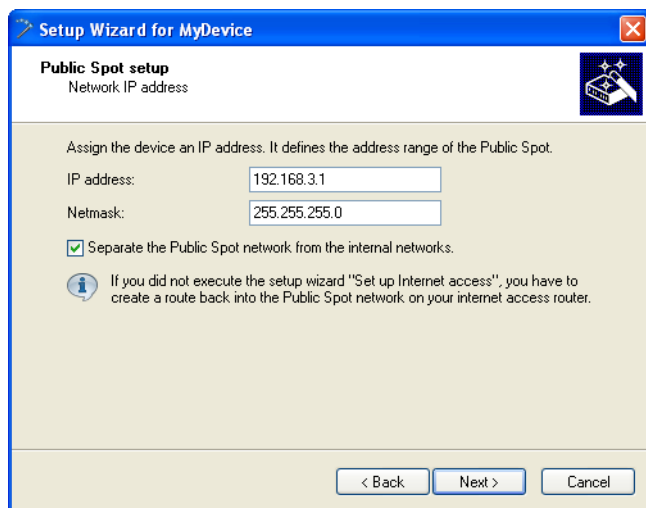 Setup Wizard for MyDevice
Public Spot setup
Network IP address
Assign the device an IP address. It defines the address range of the Public Spot.
IP address:
192.168.3.1
Netmask:
255.255.255.0
Separate the Public Spot network from the internal networks.
If you did not execute the setup wizard "Set up Internet access", you have to
create a route back into the Public Spot network on your internet access router.
< Back
Next >
Cancel